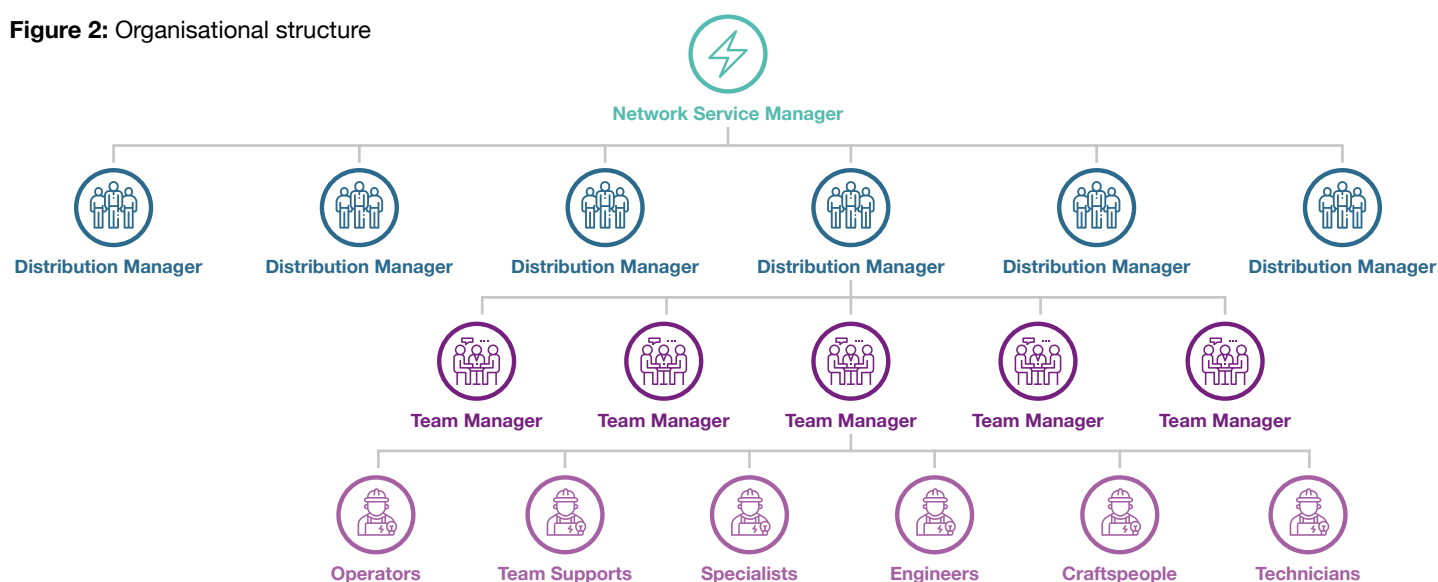 Figure 2: Organisational structure
Network Service Manager
Distribution Manager Distribution Manager Distribution Manager Distribution Manager Distribution Manager Distribution Manager
Team Manager Team Manager Team Manager Team Manager Team Manager
Operators Team Supports Specialists Engineers Craftspeople Technicians